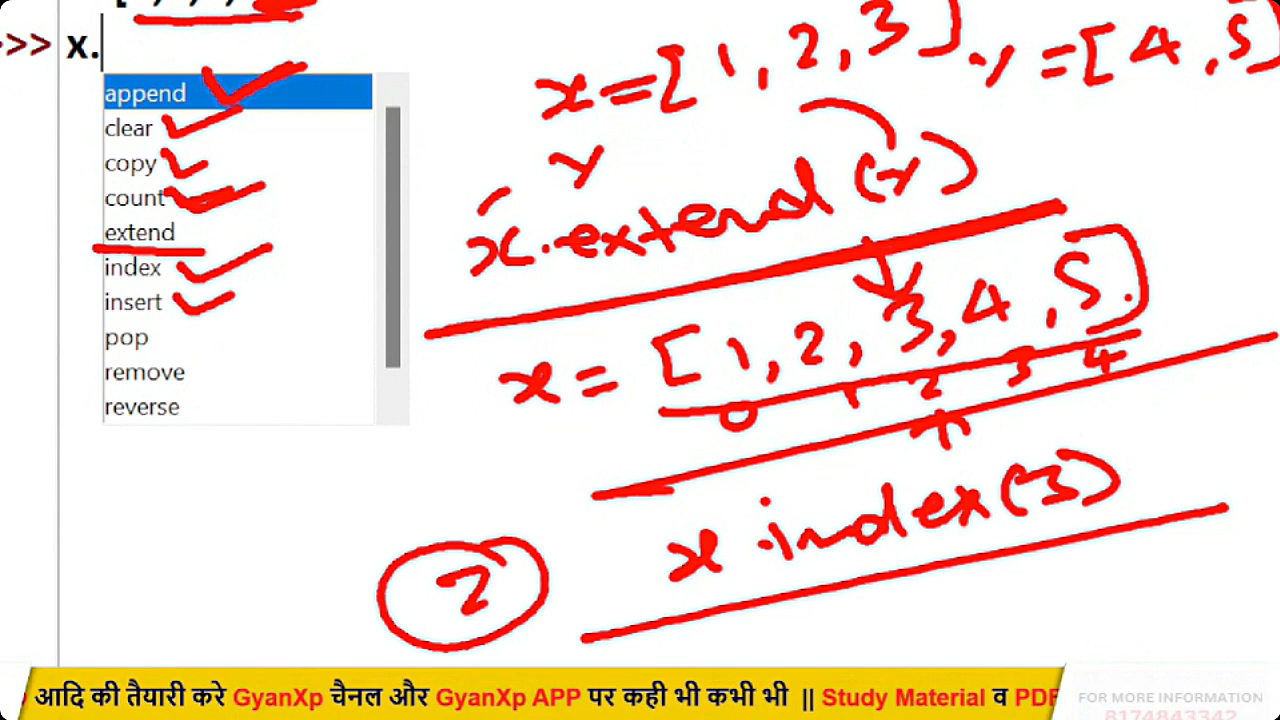 >>> x.
append
clear
copy
count
extend
index
insert
pop
remove
reverse
x=[1,2,3], y=[4,5]
y
x.extend(y)
x=[1,2,3,4,5]
0 1 2 3 4
x.index(3)
2
आदि की तैयारी करे GyanXp चैनल और GyanXp APP पर कही भी कभी भी || Study Material व PDF
FOR MORE INFORMATION
8174843342